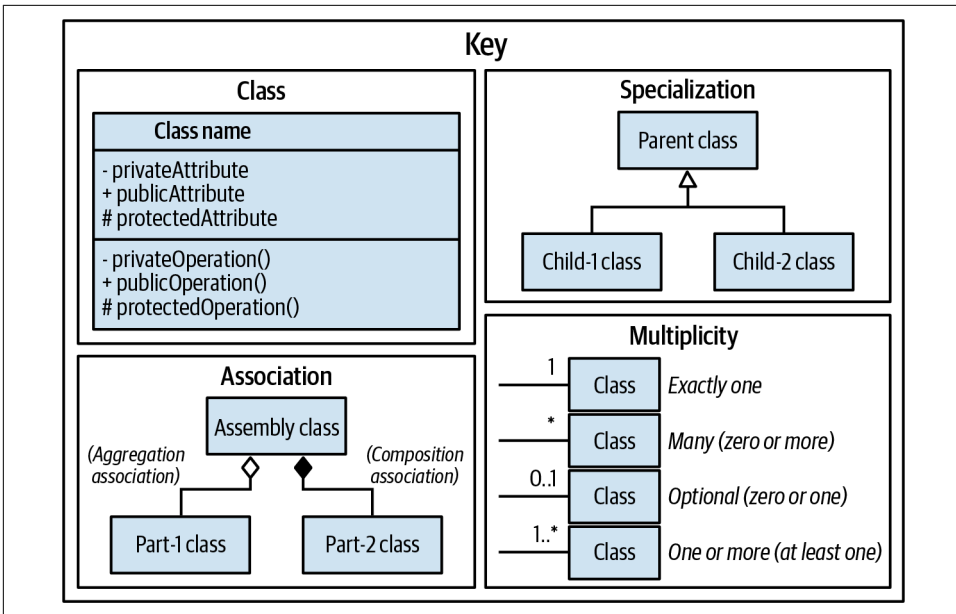 Key
Class
Class name
- privateAttribute
+ publicAttribute
# protectedAttribute
- privateOperation()
+ publicOperation()
# protectedOperation()
Specialization
Parent class
Child-1 class
Child-2 class
Association
Assembly class
(Aggregation
association)
(Composition
association)
Part-1 class
Part-2 class
Multiplicity
1
Class
Exactly one
*
Class
Many (zero or more)
0..1
Class
Optional (zero or one)
1..*
Class
One or more (at least one)